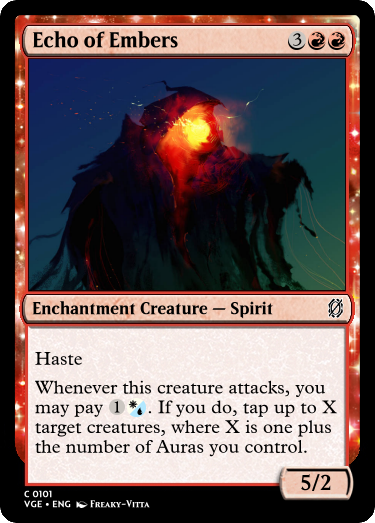 Echo of Embers 3
Enchantment Creature — Spirit
Haste
Whenever this creature attacks, you
may pay 1 . If you do, tap up to X
target creatures, where X is one plus
the number of Auras you control.
5/2
C 0101
VGE • ENG Freaky-Vitta